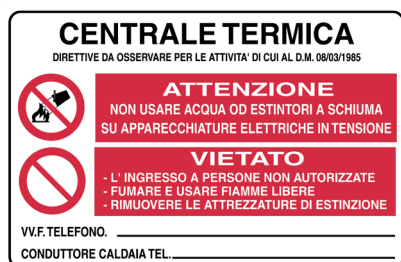 CENTRALE TERMICA
DIRETTIVE DA OSSERVARE PER LE ATTIVITA' DI CUI AL D.M. 08/03/1985
ATTENZIONE
NON USARE ACQUA OD ESTINTORI A SCHIUMA
SU APPARECCHIATURE ELETTRICHE IN TENSIONE
VIETATO
- L' INGRESSO A PERSONE NON AUTORIZZATE
- FUMARE E USARE FIAMME LIBERE
- RIMUOVERE LE ATTREZZATURE DI ESTINZIONE
VV.F. TELEFONO.
CONDUTTORE CALDAIA TEL.